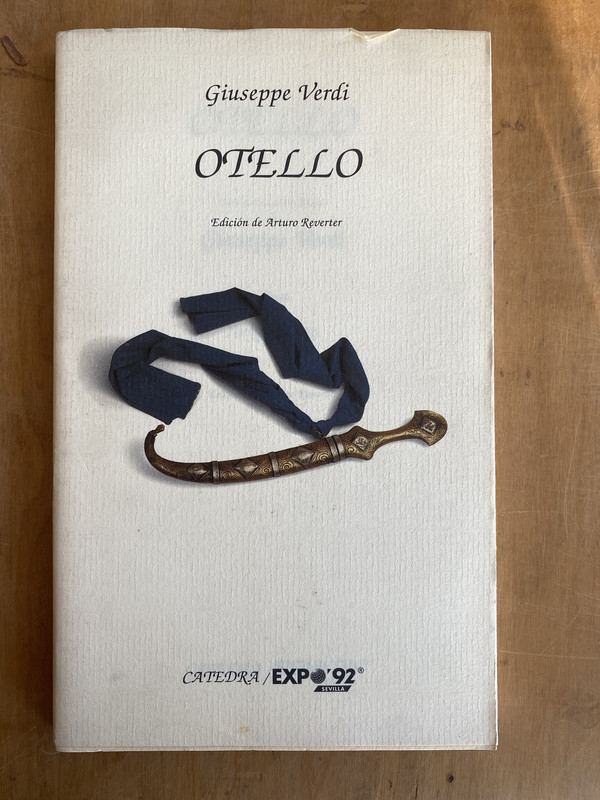 Giuseppe Verdi
OTELLO
Edición de Arturo Reverter
CATEDRA / EXPO'92®
SEVILLA